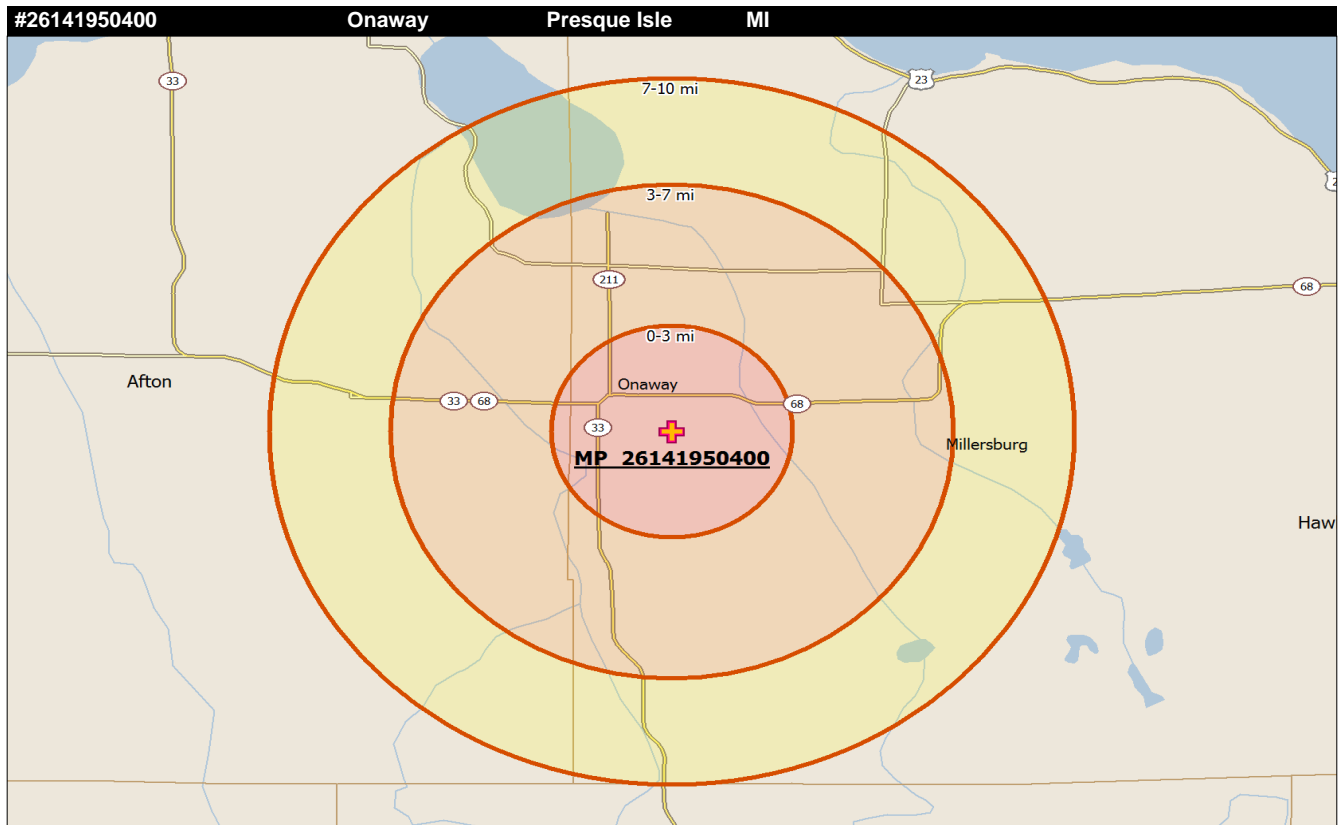 #26141950400 Onaway Presque Isle MI
33
23
7-10 mi
3-7 mi
211
68
0-3 mi
Afton
Onaway
33 68
68
33
Millersburg
MP 26141950400
Haw